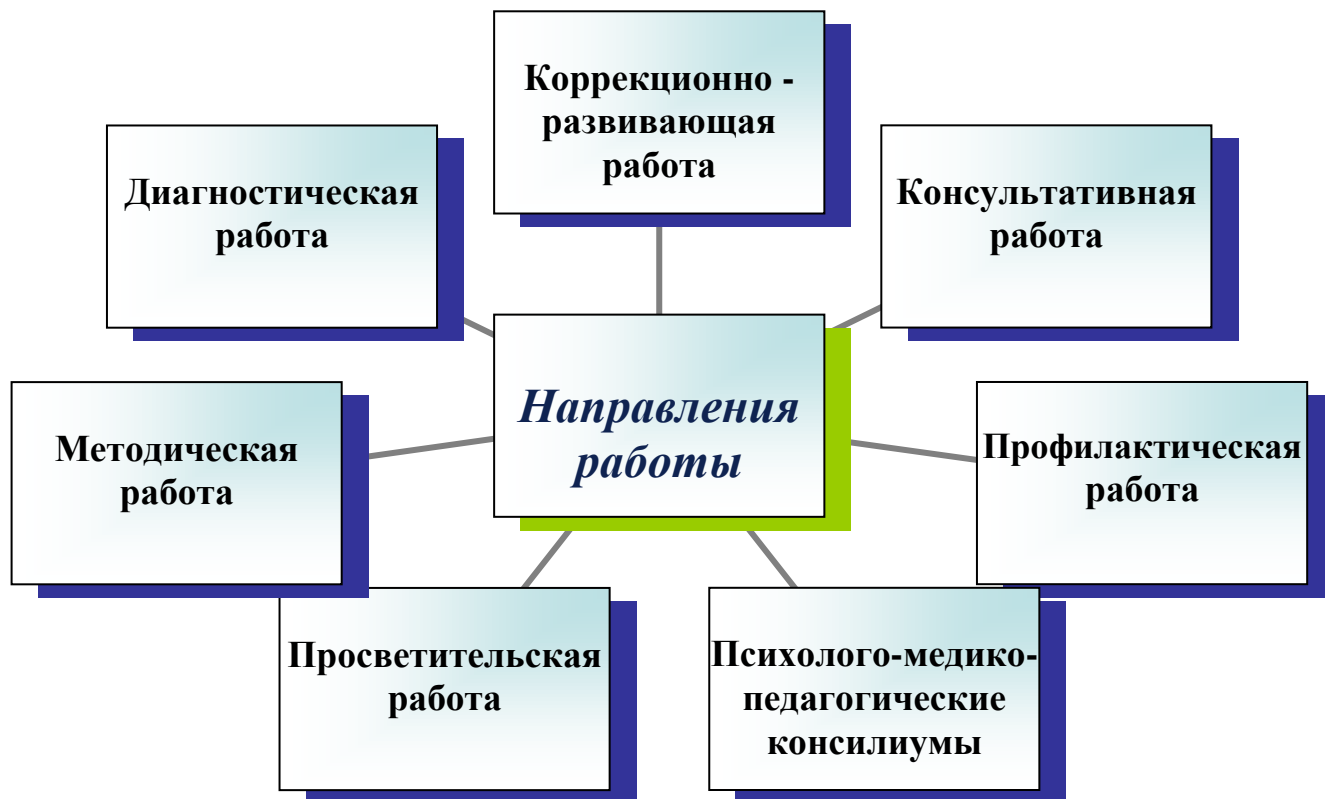 Коррекционно -
развивающая
работа
Диагностическая
работа
Консультативная
работа
Направления
работы
Методическая
работа
Профилактическая
работа
Просветительская
работа
Психолого-медико-
педагогические
консилиумы